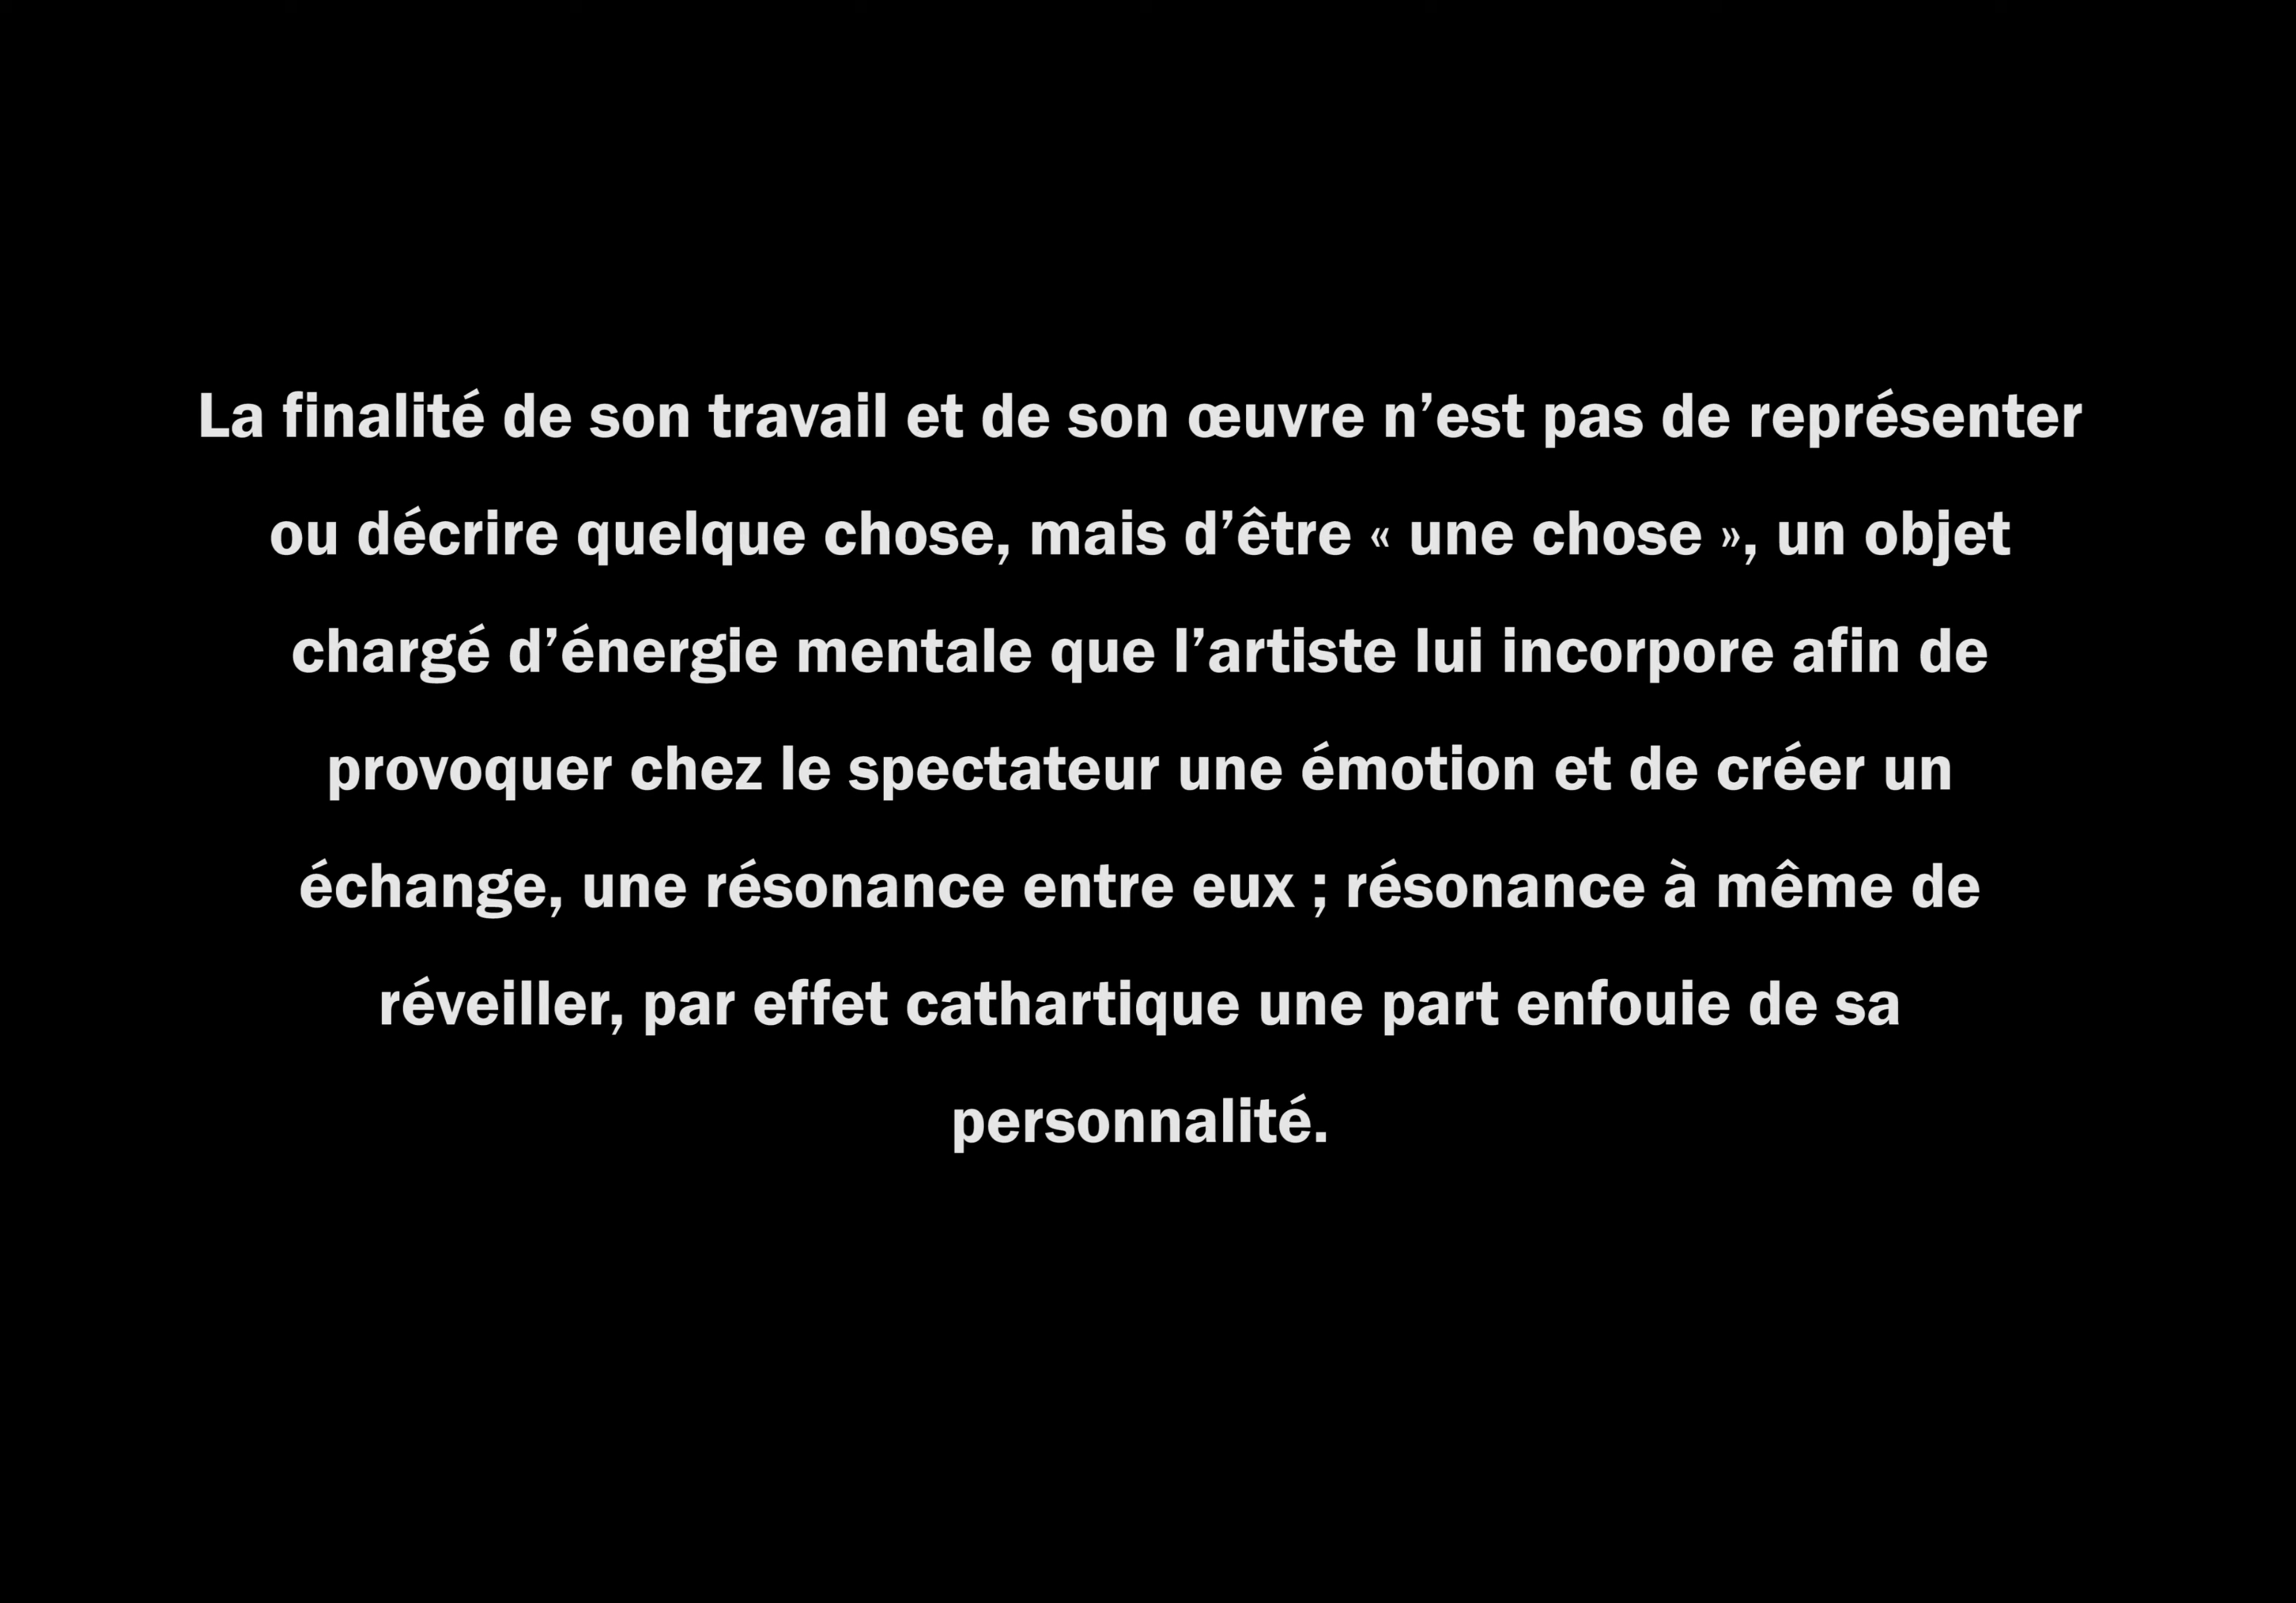 La finalité de son travail et de son œuvre n’est pas de représenter
ou décrire quelque chose, mais d’être « une chose », un objet
chargé d’énergie mentale que l’artiste lui incorpore afin de
provoquer chez le spectateur une émotion et de créer un
échange, une résonance entre eux ; résonance à même de
réveiller, par effet cathartique une part enfouie de sa
personnalité.